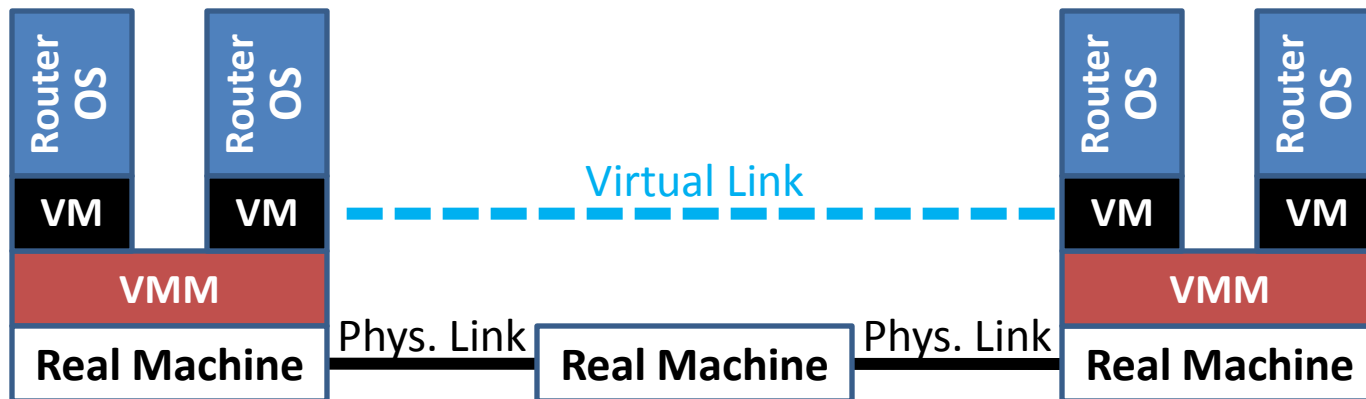 Router
OS
Router
OS
Router
OS
Router
OS
Virtual Link
VM
VM
VM
VM
VMM
VMM
Phys. Link
Phys. Link
Real Machine
Real Machine
Real Machine